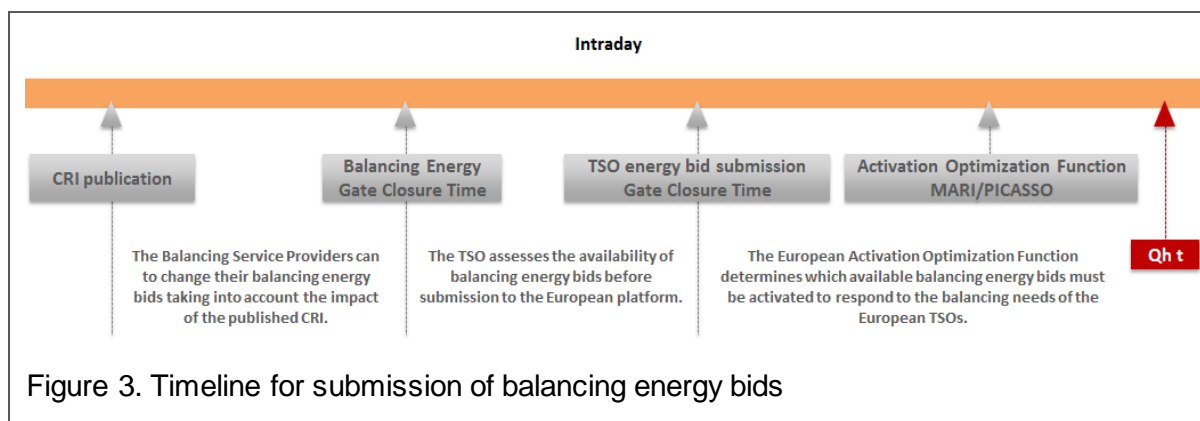 Intraday
CRI publication
Balancing Energy
Gate Closure Time
TSO energy bid submission
Gate Closure Time
Activation Optimization Function
MARI/PICASSO
Qh t
The Balancing Service Providers can
to change their balancing energy
bids taking into account the impact
of the published CRI.
The TSO assesses the availability of
balancing energy bids before
submission to the European platform.
The European Activation Optimization Function
determines which available balancing energy bids must
be activated to respond to the balancing needs of the
European TSOs.
Figure 3. Timeline for submission of balancing energy bids